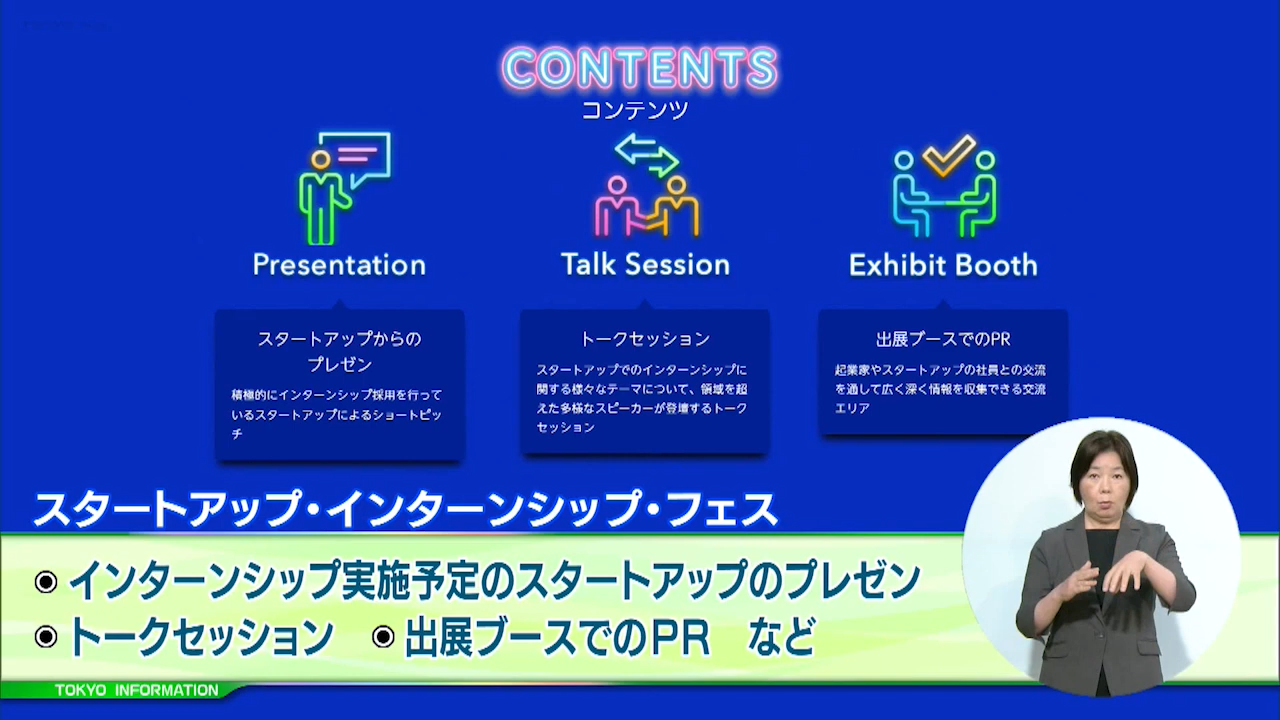 CONTENTS
コンテンツ
Presentation
Talk Session
Exhibit Booth
スタートアップからの
プレゼン
積極的にインターンシップ採用を行って
いるスタートアップによるショートピッ
チ
トークセッション
スタートアップでのインターンシップに
関する様々なテーマについて、領域を超
えた多様なスピーカーが登壇するトーク
セッション
出展ブースでのPR
起業家やスタートアップの社員との交流
を通して広く深く情報を収集できる交流
エリア
スタートアップ・インターンシップ・フェス
◉ インターンシップ実施予定のスタートアップのプレゼン
◉ トークセッション ◉ 出展ブースでのPR など
TOKYO INFORMATION